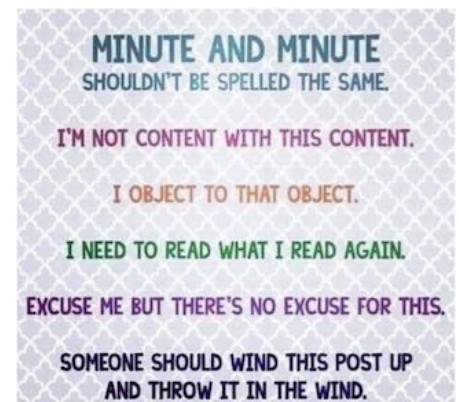 MINUTE AND MINUTE
SHOULDN'T BE SPELLED THE SAME.
I'M NOT CONTENT WITH THIS CONTENT.
I OBJECT TO THAT OBJECT.
I NEED TO READ WHAT I READ AGAIN.
EXCUSE ME BUT THERE'S NO EXCUSE FOR THIS.
SOMEONE SHOULD WIND THIS POST UP
AND THROW IT IN THE WIND.